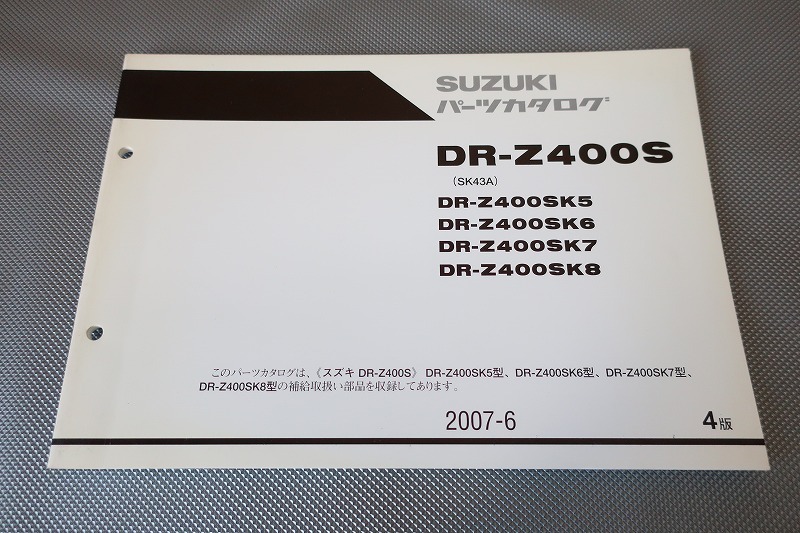 SUZUKI
パーツカタログ
DR-Z400S
(SK43A)
DR-Z400SK5
DR-Z400SK6
DR-Z400SK7
DR-Z400SK8
このパーツカタログは、《スズキ DR-Z400S》 DR-Z400SK5型、DR-Z400SK6型、DR-Z400SK7型、
DR-Z400SK8型の補給取扱い部品を収録してあります。
2007-6
4版